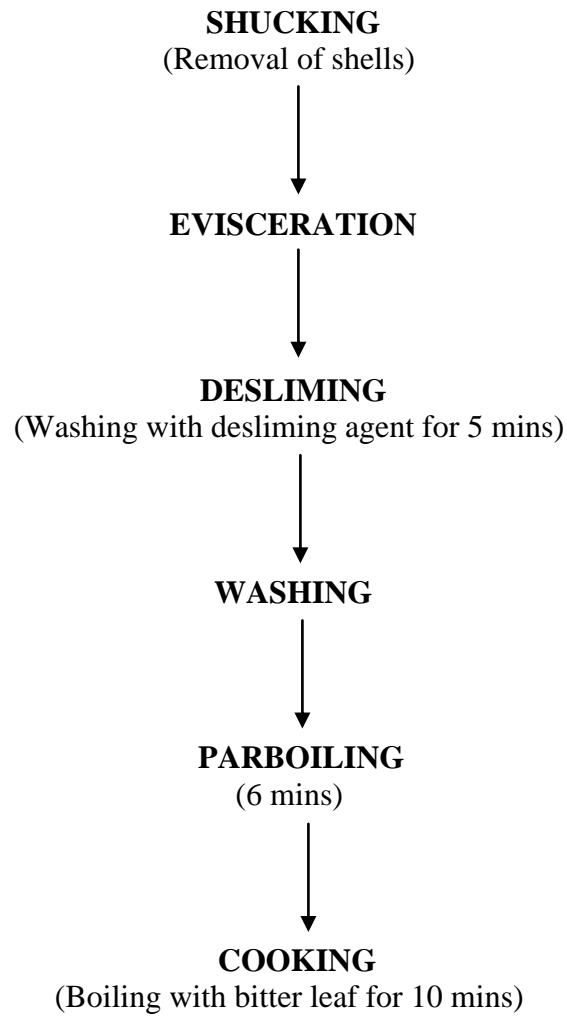 SHUCKING
(Removal of shells)
EVISCERATION
DESLIMING
(Washing with desliming agent for 5 mins)
WASHING
PARBOILING
(6 mins)
COOKING
(Boiling with bitter leaf for 10 mins)